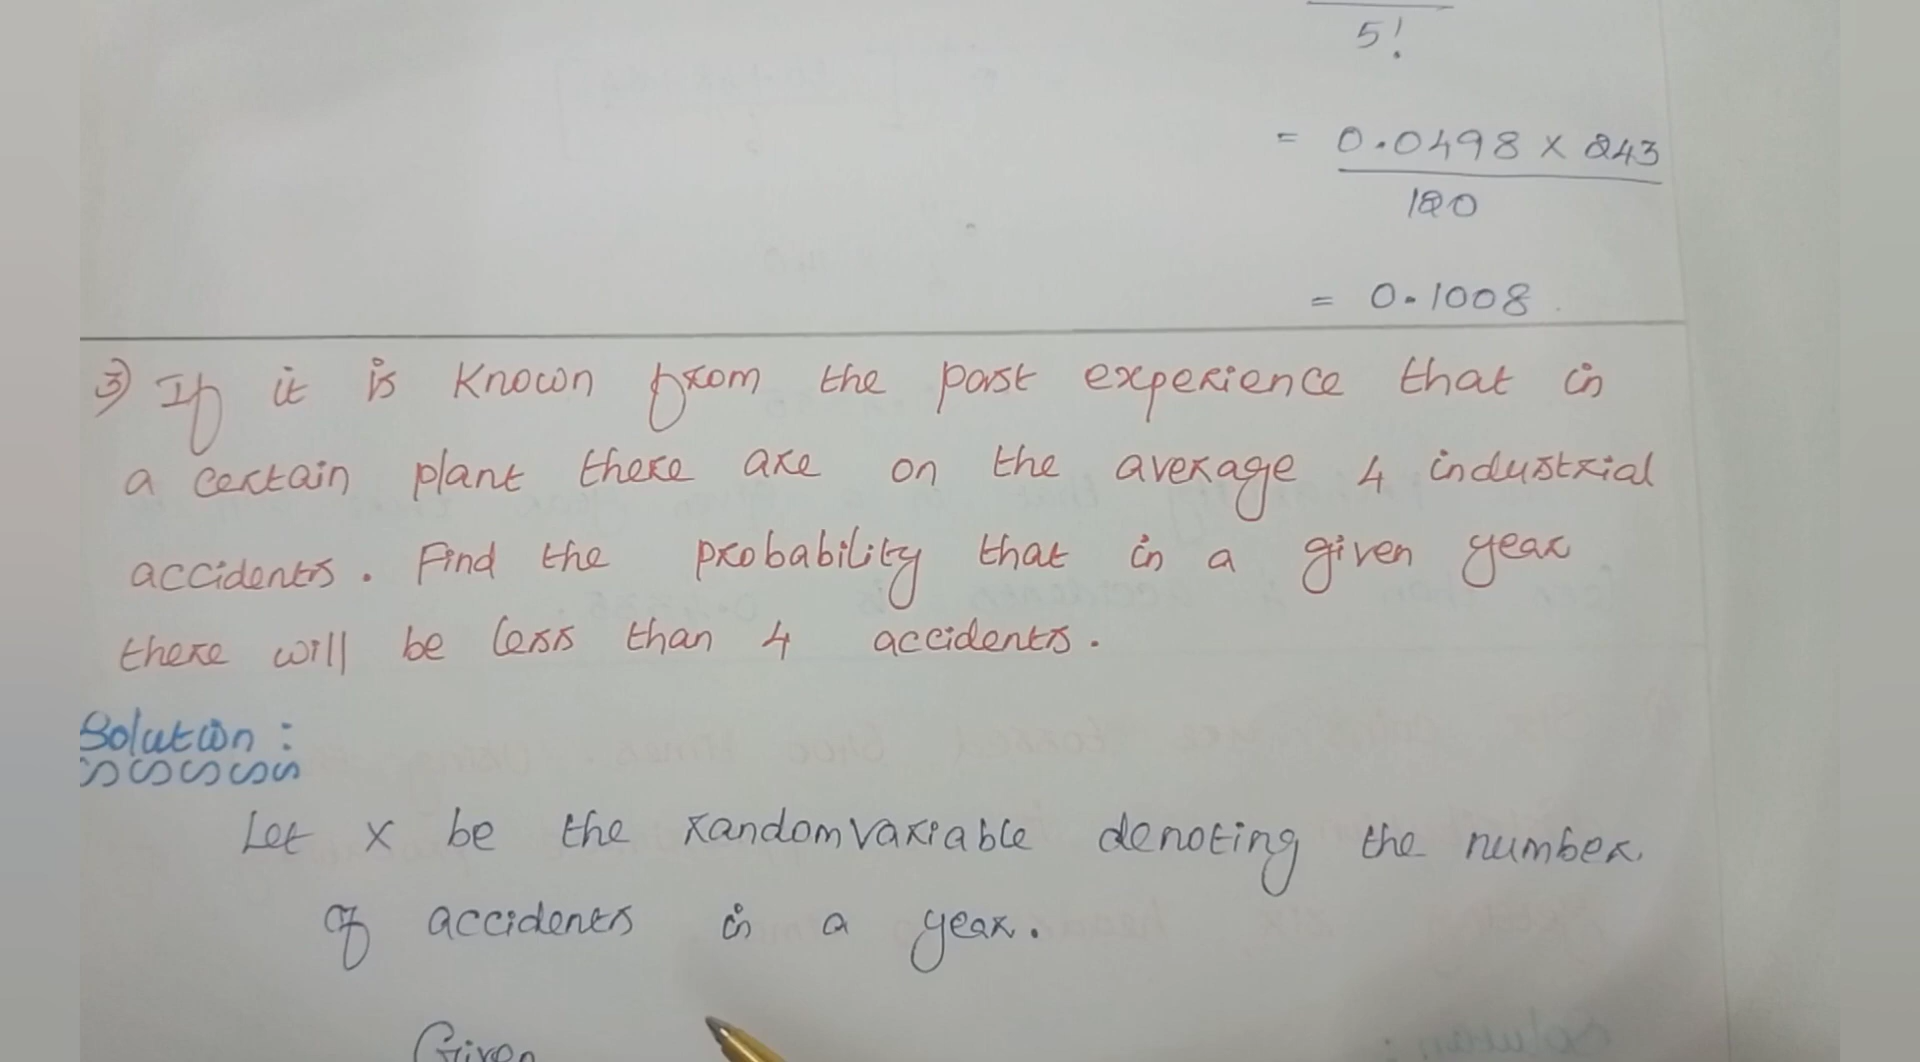 5!
= 0.0498 x 243
120
= 0.1008
3) If it is known from the past experience that in
a certain plant there are on the average 4 industrial
accidents. Find the probability that in a given year
there will be less than 4 accidents.
Solution :
Let x be the random variable denoting the number
of accidents in a year.
Given